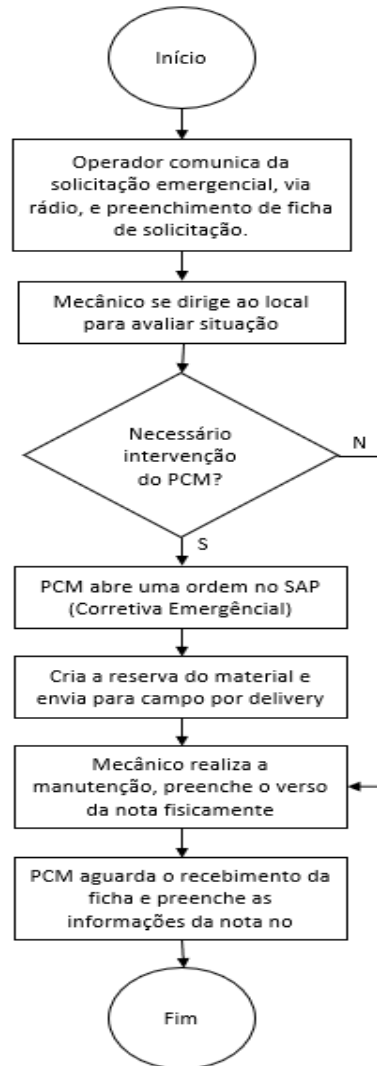 Início
Operador comunica da
solicitação emergencial, via
rádio, e preenchimento de ficha
de solicitação.
Mecânico se dirige ao local
para avaliar situação
Necessário
intervenção
do PCM?
N
S
PCM abre uma ordem no SAP
(Corretiva Emergêncial)
Cria a reserva do material e
envia para campo por delivery
Mecânico realiza a
manutenção, preenche o verso
da nota fisicamente
PCM aguarda o recebimento da
ficha e preenche as
informações da nota no
Fim